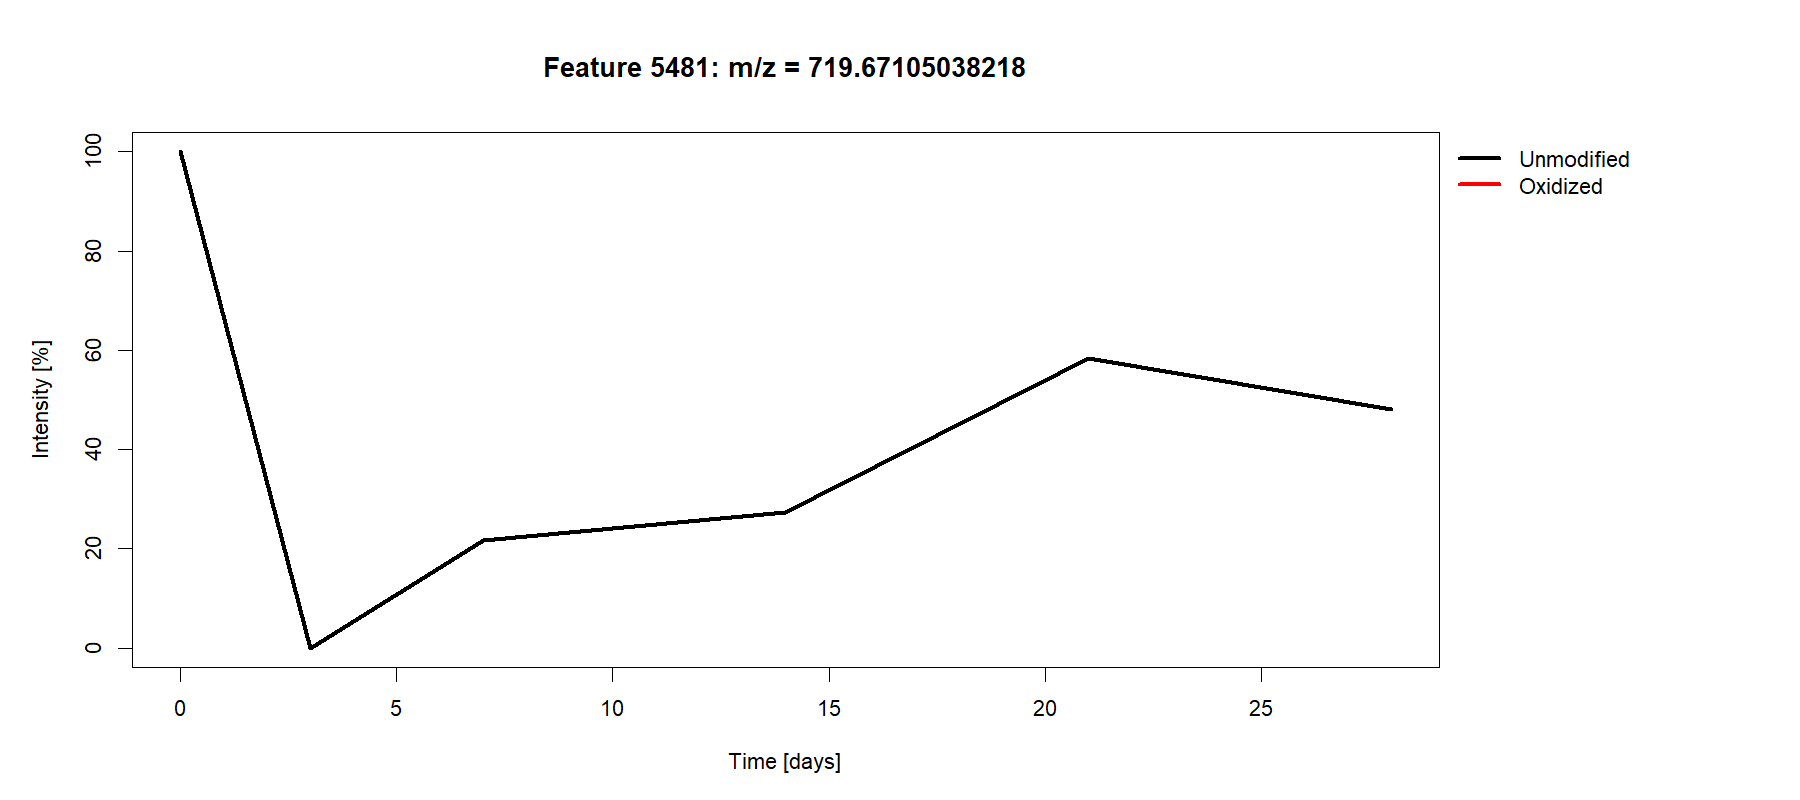 Feature 5481: m/z = 719.67105038218
Unmodified
Oxidized
Intensity [%]
100
80
60
40
20
0
0 5 10 15 20 25
Time [days]